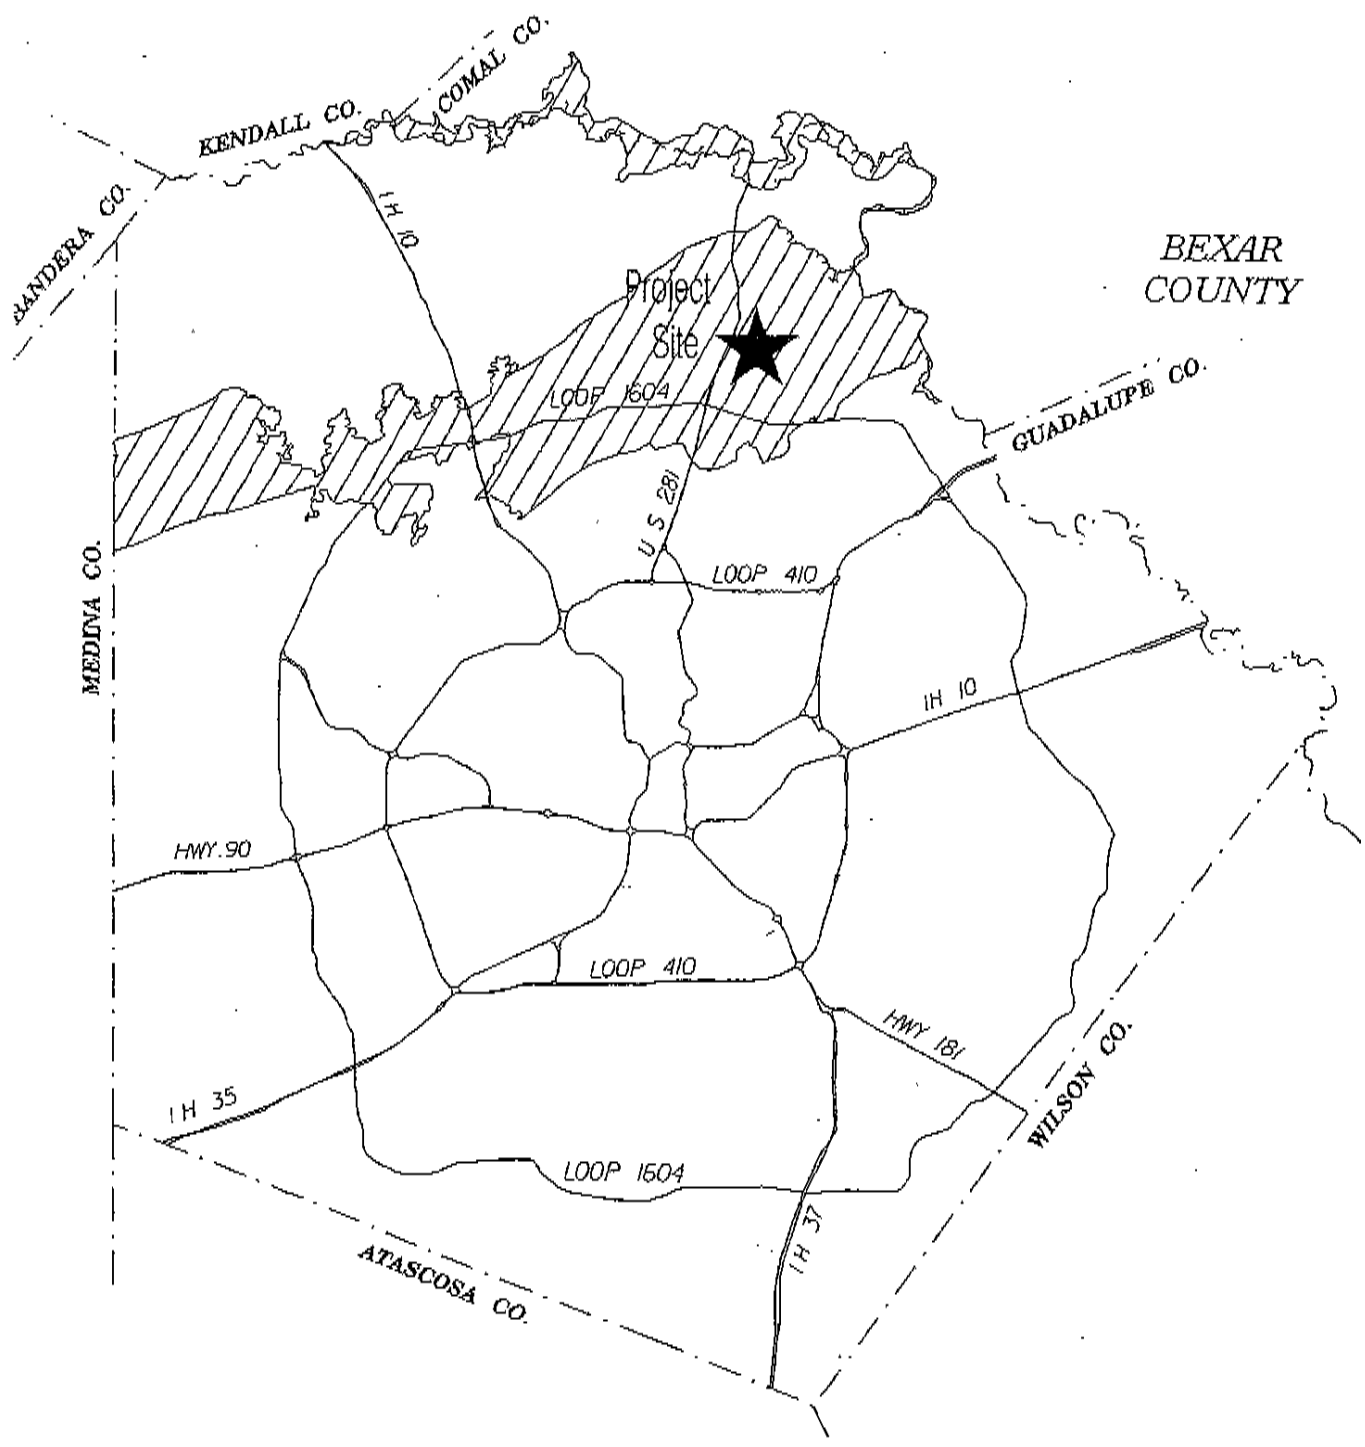 COMAL CO.
KENDALL CO.
BANDERA CO.
IH 10
BEXAR
COUNTY
Project
Site
LOOP 1604
GUADALUPE CO.
U S 281
LOOP 410
MEDINA CO.
IH 10
HWY.90
LOOP 410
HWY 181
WILSON CO.
IH 35
LOOP 1604
IH 37
ATASCOSA CO.